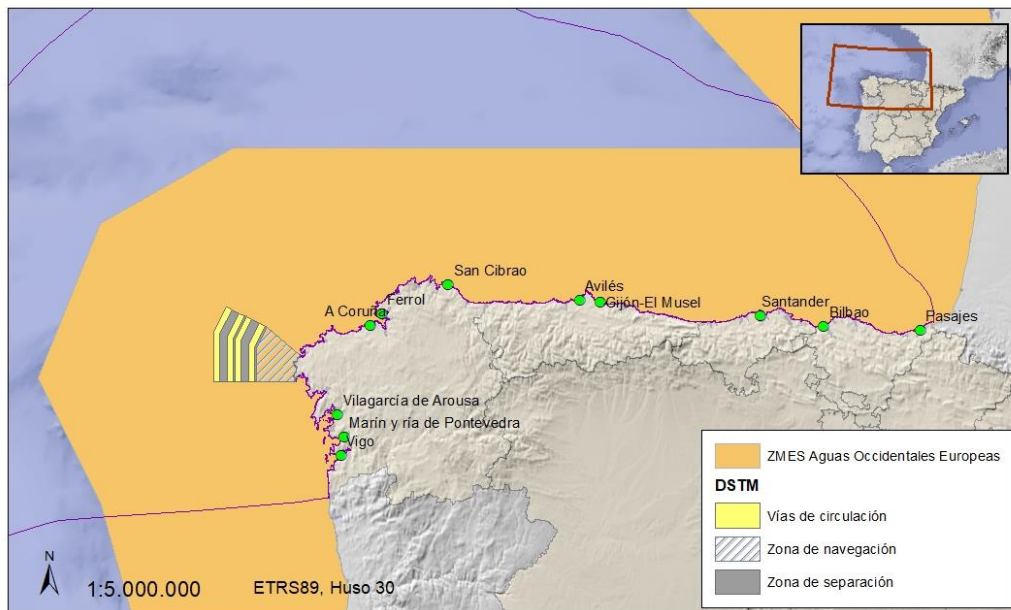 San Cibrao
Avilés
Ferrol
Gijón-El Musel
A Coruña
Santander
Bilbao
Pasajes
Vilagarcía de Arousa
Marín y ría de Pontevedra
Vigo
ZMES Aguas Occidentales Europeas
DSTM
Vías de circulación
Zona de navegación
Zona de separación
N
1:5.000.000
ETRS89, Huso 30